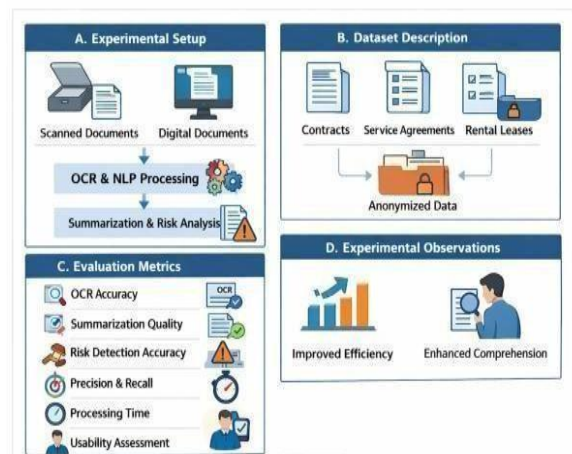 A. Experimental Setup
Scanned Documents
Digital Documents
OCR & NLP Processing
Summarization & Risk Analysis
B. Dataset Description
Contracts
Service Agreements
Rental Leases
Anonymized Data
C. Evaluation Metrics
OCR Accuracy
OCR
Summarization Quality
Risk Detection Accuracy
Precision & Recall
Processing Time
Usability Assessment
D. Experimental Observations
Improved Efficiency
Enhanced Comprehension